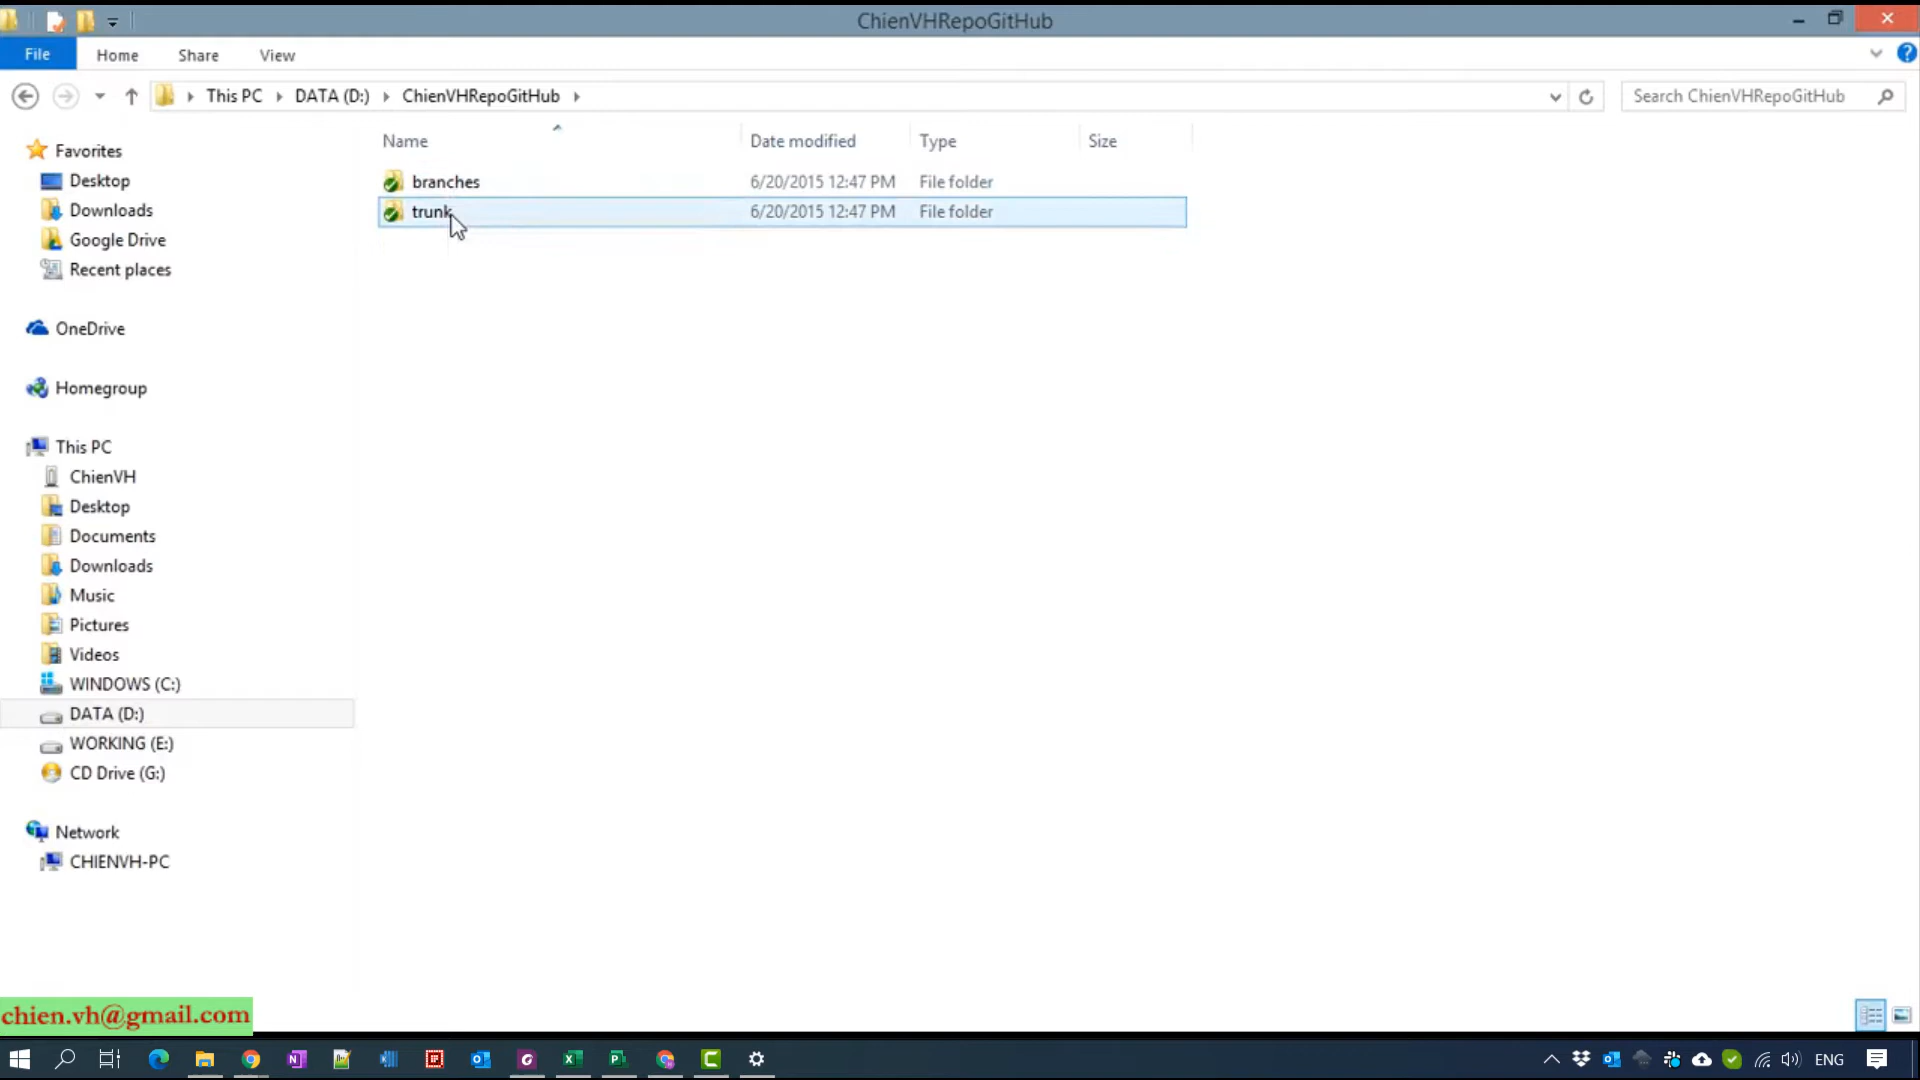 ChienVHRepoGitHub
File Home Share View
This PC DATA (D:) ChienVHRepoGitHub Search ChienVHRepoGitHub
Name Date modified Type Size
branches 6/20/2015 12:47 PM File folder
trunk 6/20/2015 12:47 PM File folder
Favorites
Desktop
Downloads
Google Drive
Recent places
OneDrive
Homegroup
This PC
ChienVH
Desktop
Documents
Downloads
Music
Pictures
Videos
WINDOWS (C:)
DATA (D:)
WORKING (E:)
CD Drive (G:)
Network
CHIENVH-PC
chien.vh@gmail.com
ENG